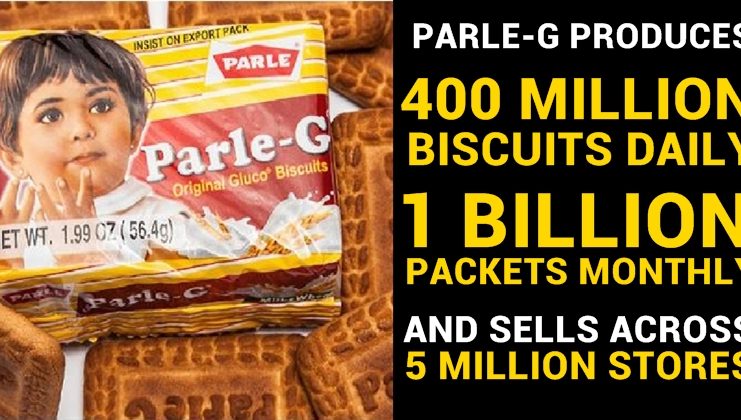 INSIST ON EXPORT PACK
PARLE
Parle-G
Original Gluco® Biscuits
ET WT. 1.99 OZ (56.4g)
PARLE
Parle-G
PARLE-G PRODUCES
400 MILLION
BISCUITS DAILY
1 BILLION
PACKETS MONTHLY
AND SELLS ACROSS
5 MILLION STORES